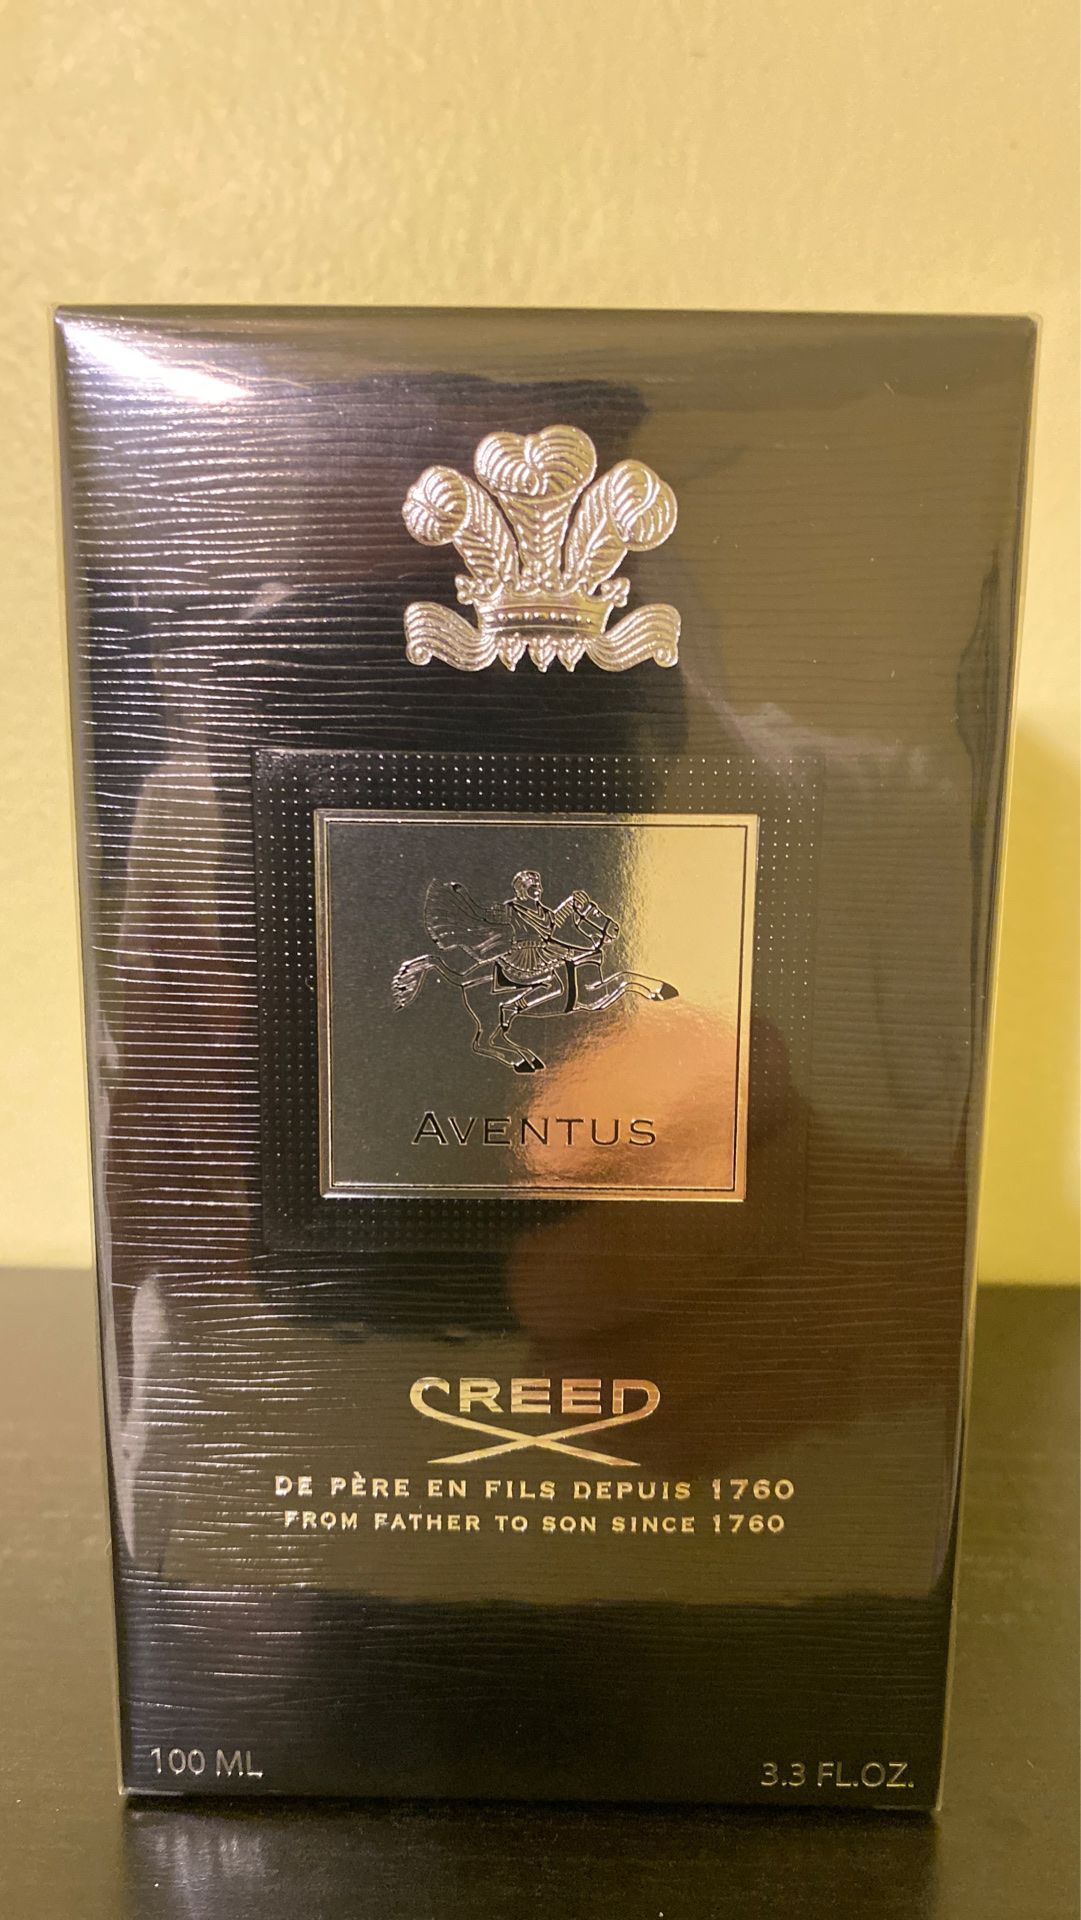 AVENTUS
CREED
DE PÈRE EN FILS DEPUIS 1760
FROM FATHER TO SON SINCE 1760
100 ML
3.3 FL.OZ.